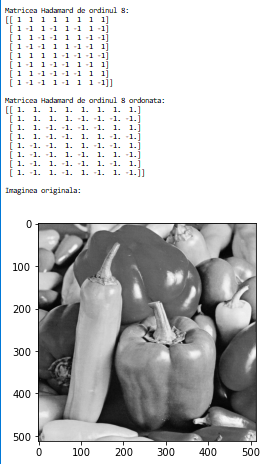 Matricea Hadamard de ordinul 8:
[[ 1  1  1  1  1  1  1  1]
[ 1 -1  1 -1  1 -1  1 -1]
[ 1  1 -1 -1  1  1 -1 -1]
[ 1 -1 -1  1  1 -1 -1  1]
[ 1  1  1  1 -1 -1 -1 -1]
[ 1 -1  1 -1 -1  1 -1  1]
[ 1  1 -1 -1 -1 -1  1  1]
[ 1 -1 -1  1 -1  1  1 -1]]
Matricea Hadamard de ordinul 8 ordonata:
[[ 1.  1.  1.  1.  1.  1.  1.  1.]
[ 1.  1.  1.  1. -1. -1. -1. -1.]
[ 1.  1. -1. -1. -1. -1.  1.  1.]
[ 1.  1. -1. -1.  1.  1. -1. -1.]
[ 1. -1. -1.  1.  1. -1. -1.  1.]
[ 1. -1. -1.  1. -1.  1.  1. -1.]
[ 1. -1.  1. -1. -1.  1. -1.  1.]
[ 1. -1.  1. -1.  1. -1.  1. -1.]]
Imaginea originala:
0
100
200
300
400
500
0 100 200 300 400 500